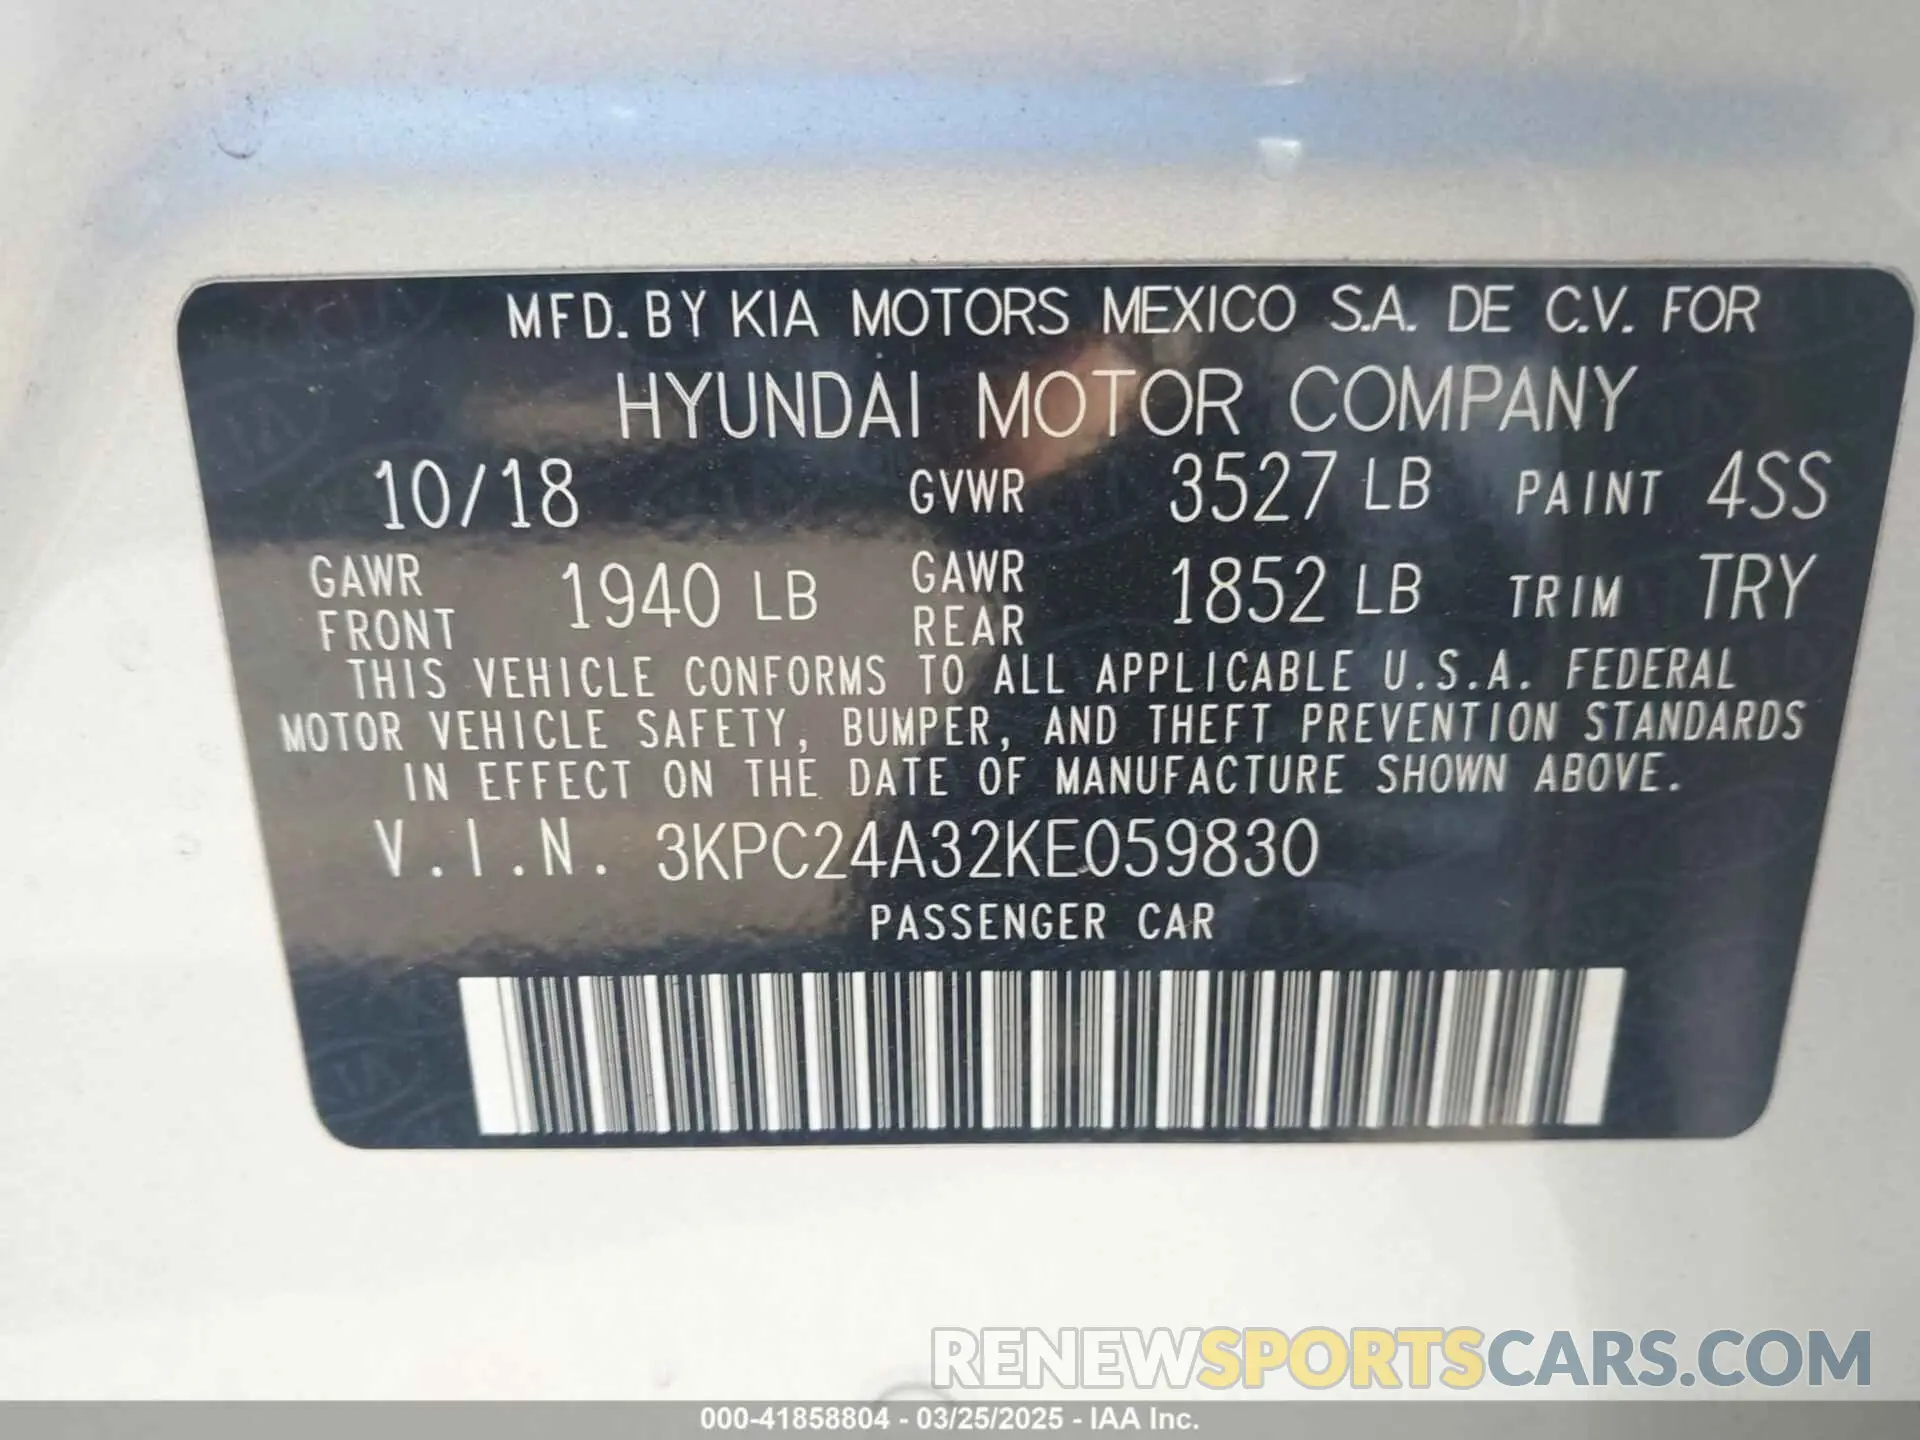 MFD. BY KIA MOTORS MEXICO S.A. DE C.V. FOR
HYUNDAI MOTOR COMPANY
10/18 GVWR 3527 LB PAINT 4SS
GAWR FRONT 1940 LB GAWR REAR 1852 LB TRIM TRY
THIS VEHICLE CONFORMS TO ALL APPLICABLE U.S.A. FEDERAL
MOTOR VEHICLE SAFETY, BUMPER, AND THEFT PREVENTION STANDARDS
IN EFFECT ON THE DATE OF MANUFACTURE SHOWN ABOVE.
V.I.N. 3KPC24A32KE059830
PASSENGER CAR
RENEWSPORTSCARS.COM
000-41858804 - 03/25/2025 - IAA Inc.